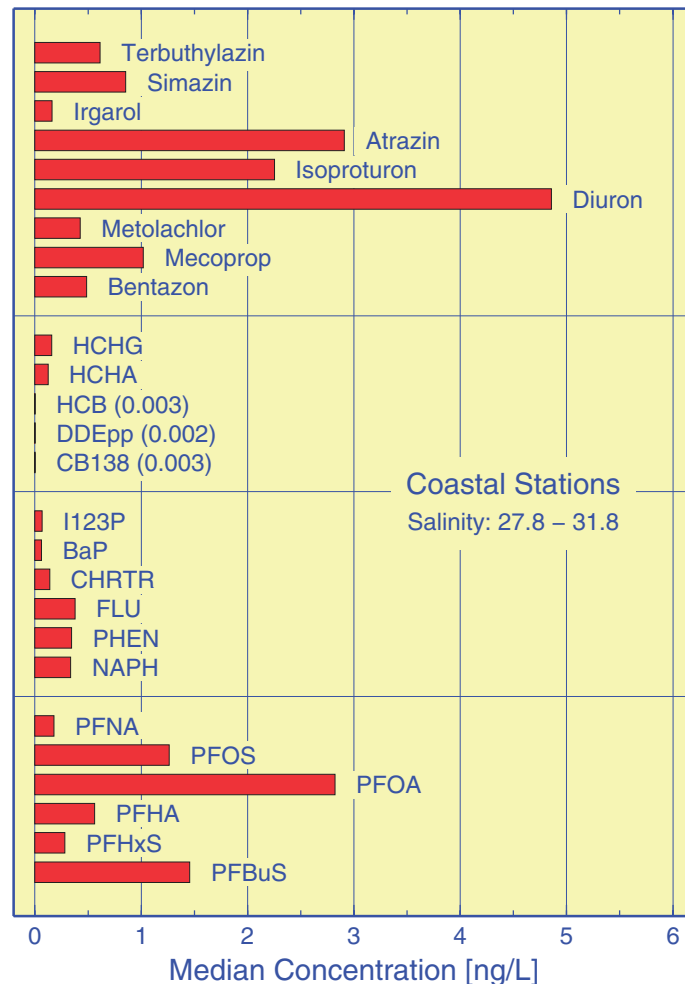 Terbuthylazin
Simazin
Irgarol
Atrazin
Isoproturon
Diuron
Metolachlor
Mecoprop
Bentazon
HCHG
HCHA
HCB (0.003)
DDEpp (0.002)
CB138 (0.003)
Coastal Stations
Salinity: 27.8 – 31.8
I123P
BaP
CHRTR
FLU
PHEN
NAPH
PFNA
PFOS
PFOA
PFHA
PFHxS
PFBuS
0 1 2 3 4 5 6
Median Concentration [ng/L]